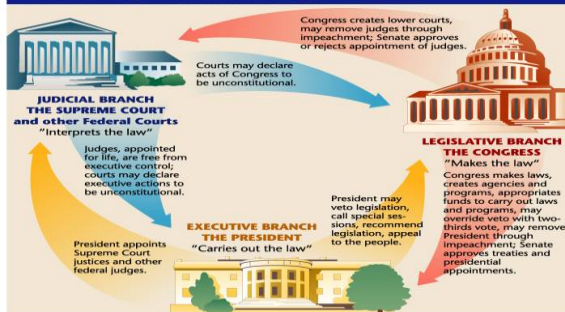 Congress creates lower courts,
may remove judges through
impeachment; Senate approves
or rejects appointment of judges.
Courts may declare
acts of Congress to
be unconstitutional.
JUDICIAL BRANCH
THE SUPREME COURT
and other Federal Courts
"Interprets the law"
LEGISLATIVE BRANCH
THE CONGRESS
"Makes the law"
Judges, appointed
for life, are free from
executive control;
courts may declare
executive actions to
be unconstitutional.
Congress makes laws,
creates agencies and
programs, appropriates
funds to carry out laws
and programs, may
override veto with two-
thirds vote, may remove
President through
impeachment; Senate
approves treaties and
presidential
appointments.
President may
veto legislation,
call special ses-
sions, recommend
legislation, appeal
to the people.
EXECUTIVE BRANCH
THE PRESIDENT
"Carries out the law"
President appoints
Supreme Court
justices and other
federal judges.